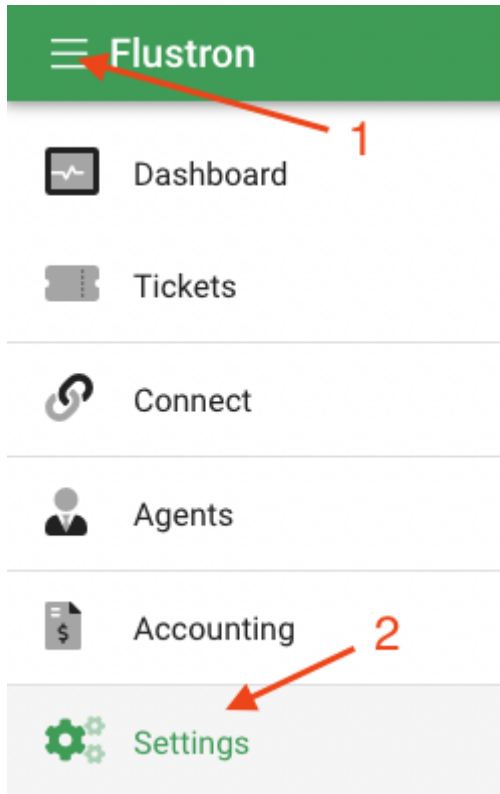 Flustron
1
Dashboard
Tickets
Connect
Agents
$
Accounting
2
Settings